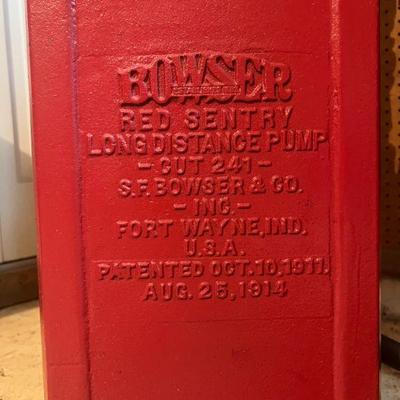 BOWSER
RED SENTRY
LONG DISTANCE PUMP
- CUT 241 -
S.F. BOWSER & CO.
- INC. -
FORT WAYNE, IND.
U.S.A.
PATENTED OCT. 10, 1911.
AUG. 25, 1914